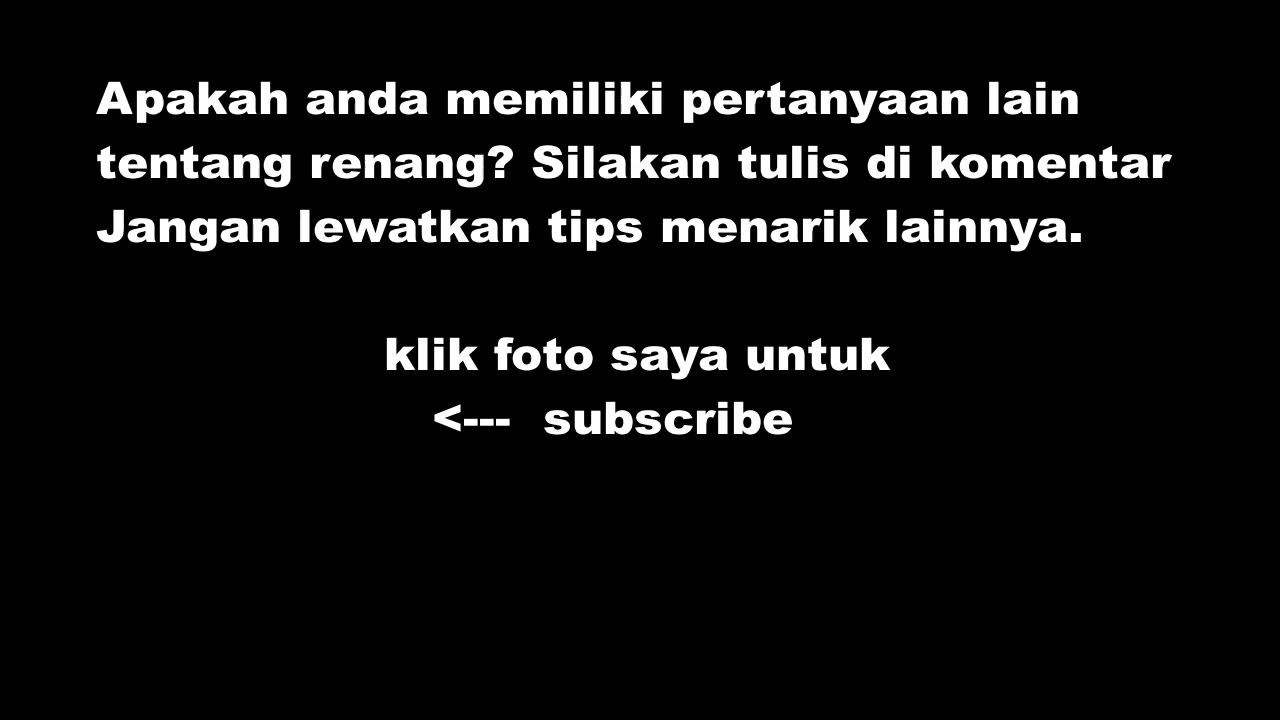 Apakah anda memiliki pertanyaan lain
tentang renang? Silakan tulis di komentar
Jangan lewatkan tips menarik lainnya.
klik foto saya untuk
<--- subscribe